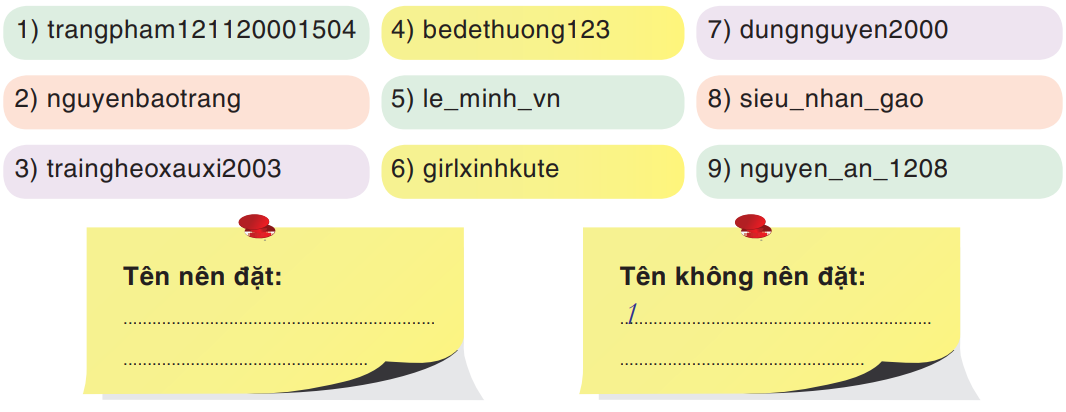 1) trangpham121120001504
4) bedethuong123
7) dungnguyen2000
2) nguyenbaotrang
5) le_minh_vn
8) sieu_nhan_gao
3) traingheoxauxi2003
6) girlxinhkute
9) nguyen_an_1208
Tên nên đặt:
Tên không nên đặt:
1